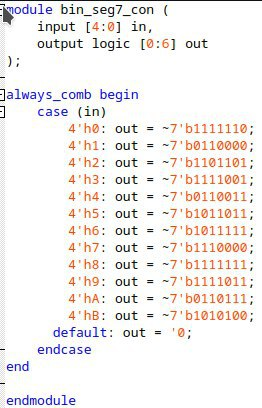 module bin_seg7_con (
input [4:0] in,
output logic [0:6] out
);
always_comb begin
case (in)
4'h0: out = ~7'b1111110;
4'h1: out = ~7'b0110000;
4'h2: out = ~7'b1101101;
4'h3: out = ~7'b1111001;
4'h4: out = ~7'b0110011;
4'h5: out = ~7'b1011011;
4'h6: out = ~7'b1011111;
4'h7: out = ~7'b1110000;
4'h8: out = ~7'b1111111;
4'h9: out = ~7'b1111011;
4'hA: out = ~7'b0110111;
4'hB: out = ~7'b1010100;
default: out = '0;
endcase
end
endmodule